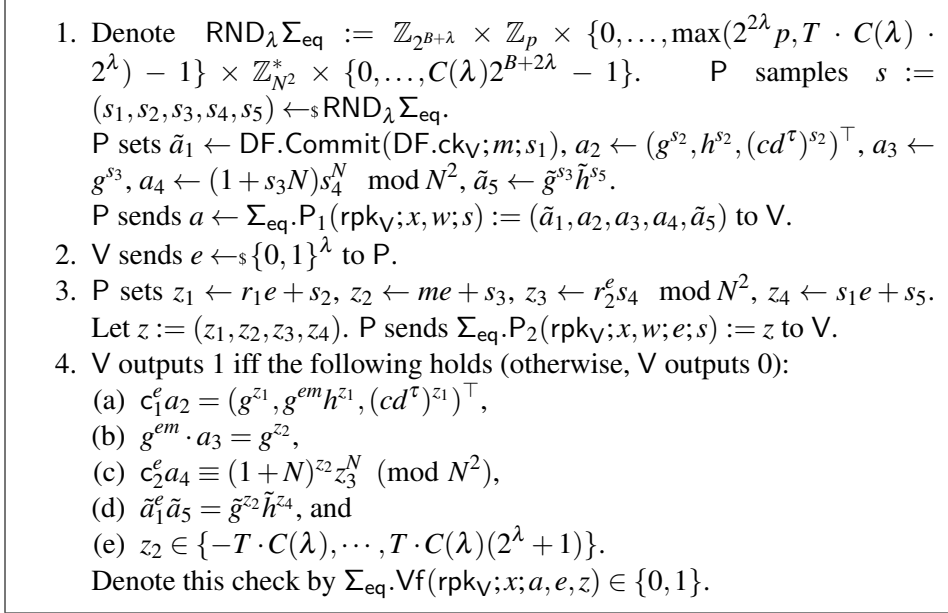 1. Denote RND_λΣ_eq := ℤ_{2^{B+λ}} × ℤ_p × {0,…,max(2^{2λ}p, T · C(λ) ·
2^λ) − 1} × ℤ*_{N^2} × {0,…,C(λ)2^{B+2λ} − 1}. P samples s :=
(s_1,s_2,s_3,s_4,s_5) ←$ RND_λΣ_eq.
P sets ã_1 ← DF.Commit(DF.ck_V;m;s_1), a_2 ← (g^{s_2},h^{s_2},(cd^τ)^{s_2})^⊤, a_3 ←
g^{s_3}, a_4 ← (1+s_3N)s_4^N mod N^2, ã_5 ← g̃^{s_3}h̃^{s_5}.
P sends a ← Σ_eq.P_1(rpk_V;x,w;s) := (ã_1,a_2,a_3,a_4,ã_5) to V.
2. V sends e ←$ {0,1}^λ to P.
3. P sets z_1 ← r_1e+s_2, z_2 ← me+s_3, z_3 ← r_2^e s_4 mod N^2, z_4 ← s_1e+s_5.
Let z := (z_1,z_2,z_3,z_4). P sends Σ_eq.P_2(rpk_V;x,w;e;s) := z to V.
4. V outputs 1 iff the following holds (otherwise, V outputs 0):
(a) c_1^e a_2 = (g^{z_1},g^{em}h^{z_1},(cd^τ)^{z_1})^⊤,
(b) g^{em} · a_3 = g^{z_2},
(c) c_2^e a_4 ≡ (1+N)^{z_2}z_3^N (mod N^2),
(d) ã_1^e ã_5 = g̃^{z_2}h̃^{z_4}, and
(e) z_2 ∈ {−T · C(λ),⋯,T · C(λ)(2^λ + 1)}.
Denote this check by Σ_eq.Vf(rpk_V;x;a,e,z) ∈ {0,1}.